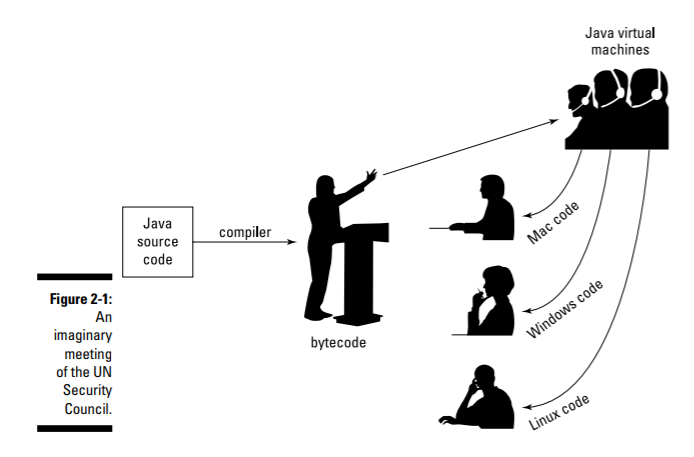 Java virtual
machines
Java
source
code
compiler
bytecode
Mac code
Windows code
Linux code
Figure 2-1:
An
imaginary
meeting
of the UN
Security
Council.